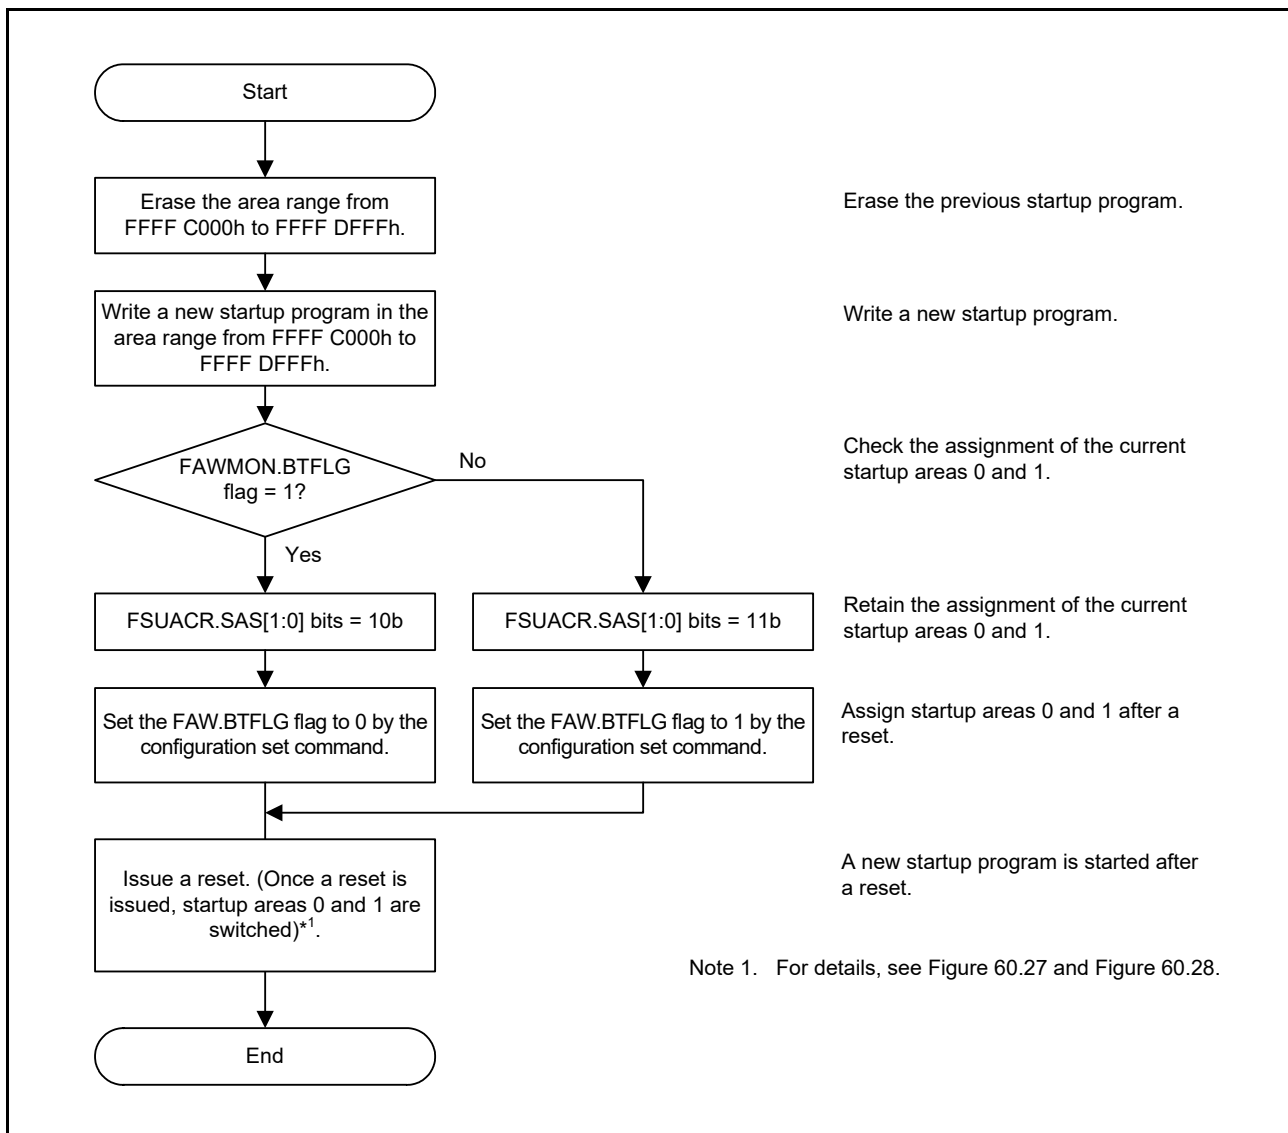 Start
Erase the area range from
FFFF C000h to FFFF DFFFh.
Erase the previous startup program.
Write a new startup program in the
area range from FFFF C000h to
FFFF DFFFh.
Write a new startup program.
FAWMON.BTFLG
flag = 1?
No
Yes
Check the assignment of the current
startup areas 0 and 1.
FSUACR.SAS[1:0] bits = 10b
FSUACR.SAS[1:0] bits = 11b
Retain the assignment of the current
startup areas 0 and 1.
Set the FAW.BTFLG flag to 0 by the
configuration set command.
Set the FAW.BTFLG flag to 1 by the
configuration set command.
Assign startup areas 0 and 1 after a
reset.
Issue a reset. (Once a reset is
issued, startup areas 0 and 1 are
switched)*1.
A new startup program is started after
a reset.
Note 1. For details, see Figure 60.27 and Figure 60.28.
End